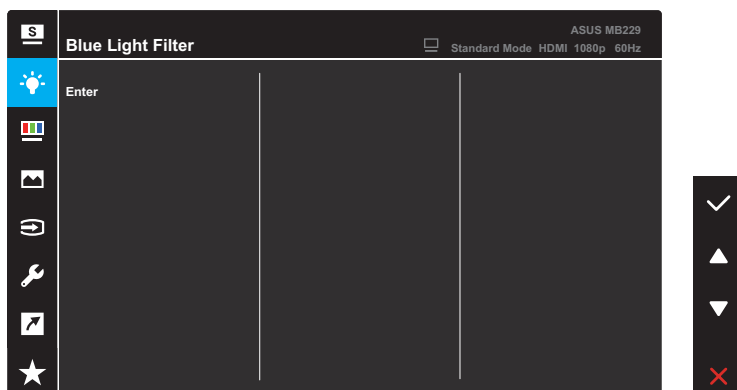 S
ASUS MB229
Blue Light Filter
Standard Mode HDMI 1080p 60Hz
Enter